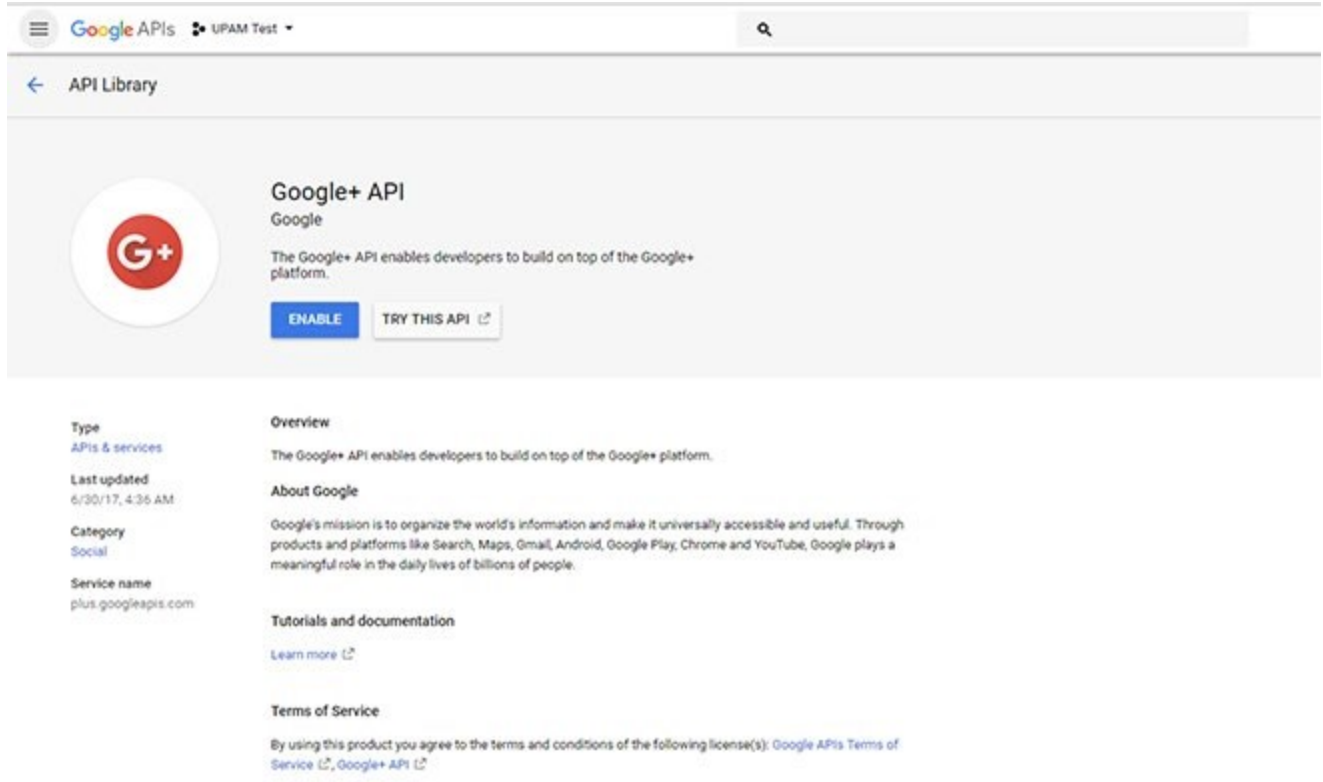 Google APIs UPAM Test
API Library
G+
Google+ API
Google
The Google+ API enables developers to build on top of the Google+
platform.
ENABLE TRY THIS API
Type
APIs & services
Last updated
6/30/17, 4:36 AM
Category
Social
Service name
plus.googleapis.com
Overview
The Google+ API enables developers to build on top of the Google+ platform.
About Google
Google's mission is to organize the world's information and make it universally accessible and useful. Through
products and platforms like Search, Maps, Gmail, Android, Google Play, Chrome and YouTube, Google plays a
meaningful role in the daily lives of billions of people.
Tutorials and documentation
Learn more
Terms of Service
By using this product you agree to the terms and conditions of the following license(s): Google APIs Terms of
Service, Google+ API